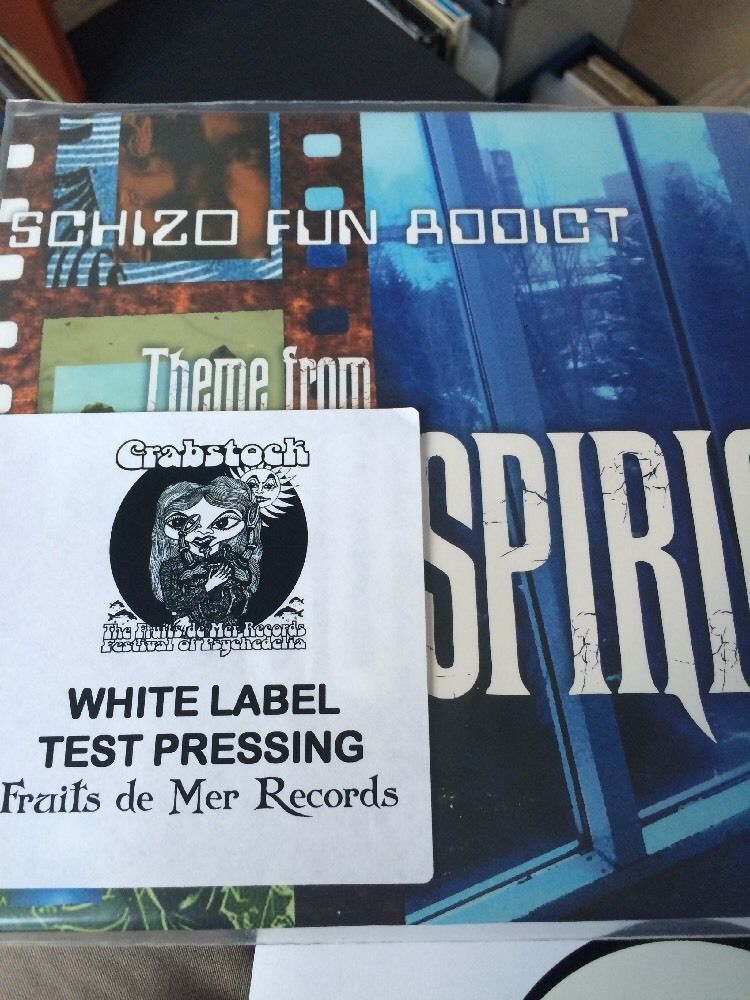 SCHIZO FUN ADDICT
Theme from
SPIRI
Crabstock
The Fruits de Mer Records
Festival of Psychedelia
WHITE LABEL
TEST PRESSING
Fruits de Mer Records